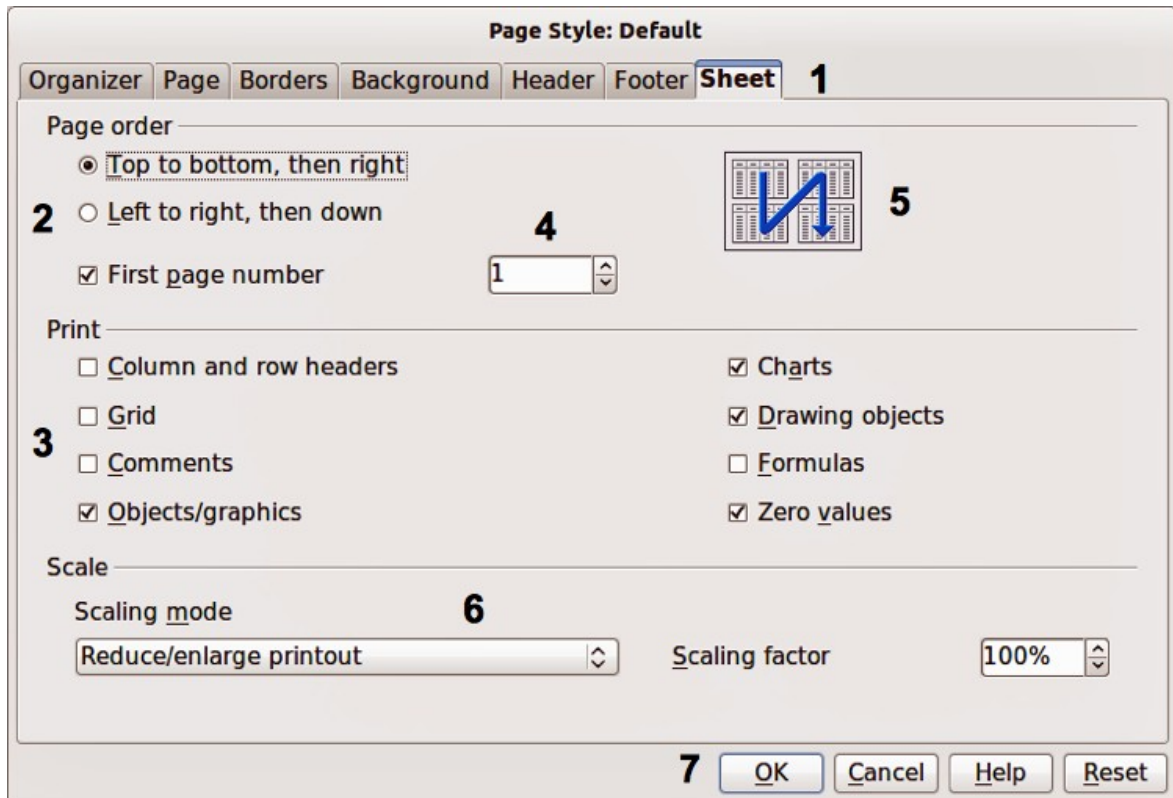 Page Style: Default
Organizer Page Borders Background Header Footer Sheet 1
Page order
Top to bottom, then right
5
2 Left to right, then down
4
First page number 1
Print
Column and row headers Charts
Grid Drawing objects
3
Comments Formulas
Objects/graphics Zero values
Scale
Scaling mode 6
Reduce/enlarge printout Scaling factor 100%
7 OK Cancel Help Reset